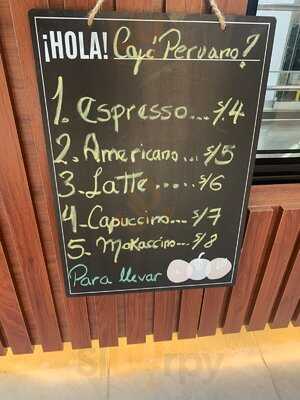 ¡HOLA! Café Peruano?
1. Espresso... S/4
2. Americano... S/5
3. Latte...... S/6
4- Capuccino... S/7
5. Mokaccino... S/8
Para llevar